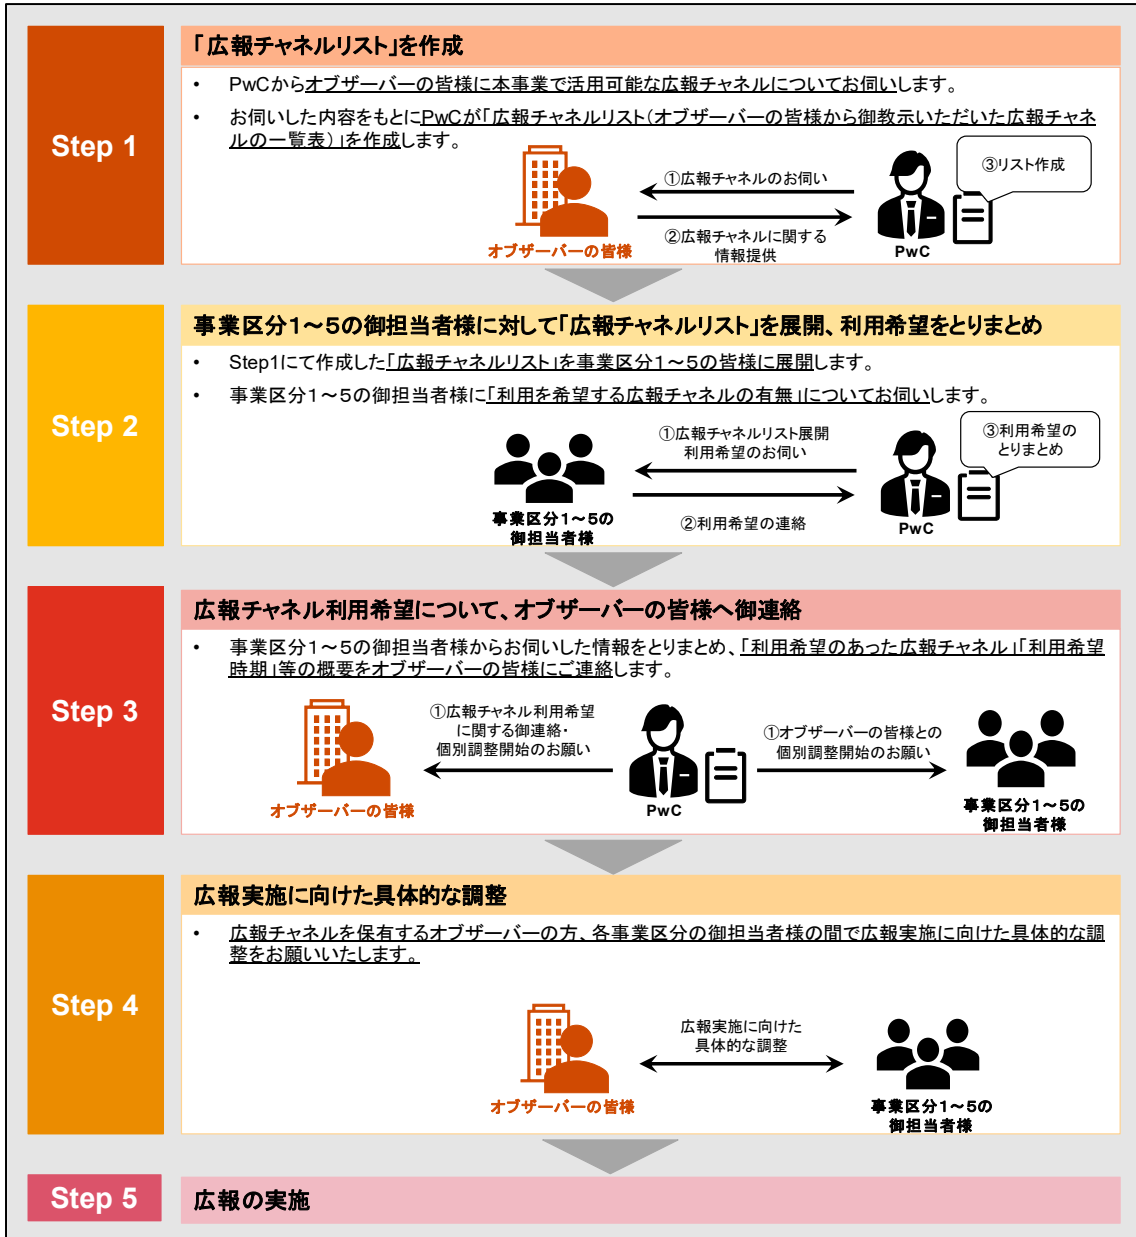 Step 1
「広報チャネルリスト」を作成
• PwCからオブザーバーの皆様に本事業で活用可能な広報チャネルについてお伺いします。
• お伺いした内容をもとにPwCが「広報チャネルリスト(オブザーバーの皆様から御教示いただいた広報チャネ
ルの一覧表)」を作成します。
①広報チャネルのお伺い
②広報チャネルに関する
情報提供
③リスト作成
オブザーバーの皆様
PwC
Step 2
事業区分1～5の御担当者様に対して「広報チャネルリスト」を展開、利用希望をとりまとめ
• Step1にて作成した「広報チャネルリスト」を事業区分1～5の皆様に展開します。
• 事業区分1～5の御担当者様に「利用を希望する広報チャネルの有無」についてお伺いします。
①広報チャネルリスト展開
利用希望のお伺い
②利用希望の連絡
③利用希望の
とりまとめ
事業区分1～5の
御担当者様
PwC
Step 3
広報チャネル利用希望について、オブザーバーの皆様へ御連絡
• 事業区分1～5の御担当者様からお伺いした情報をとりまとめ、「利用希望のあった広報チャネル」「利用希望
時期」等の概要をオブザーバーの皆様にご連絡します。
①広報チャネル利用希望
に関する御連絡・
個別調整開始のお願い
①オブザーバーの皆様との
個別調整開始のお願い
オブザーバーの皆様
PwC
事業区分1～5の
御担当者様
Step 4
広報実施に向けた具体的な調整
• 広報チャネルを保有するオブザーバーの方、各事業区分の御担当者様の間で広報実施に向けた具体的な調
整をお願いいたします。
広報実施に向けた
具体的な調整
オブザーバーの皆様
事業区分1～5の
御担当者様
Step 5
広報の実施